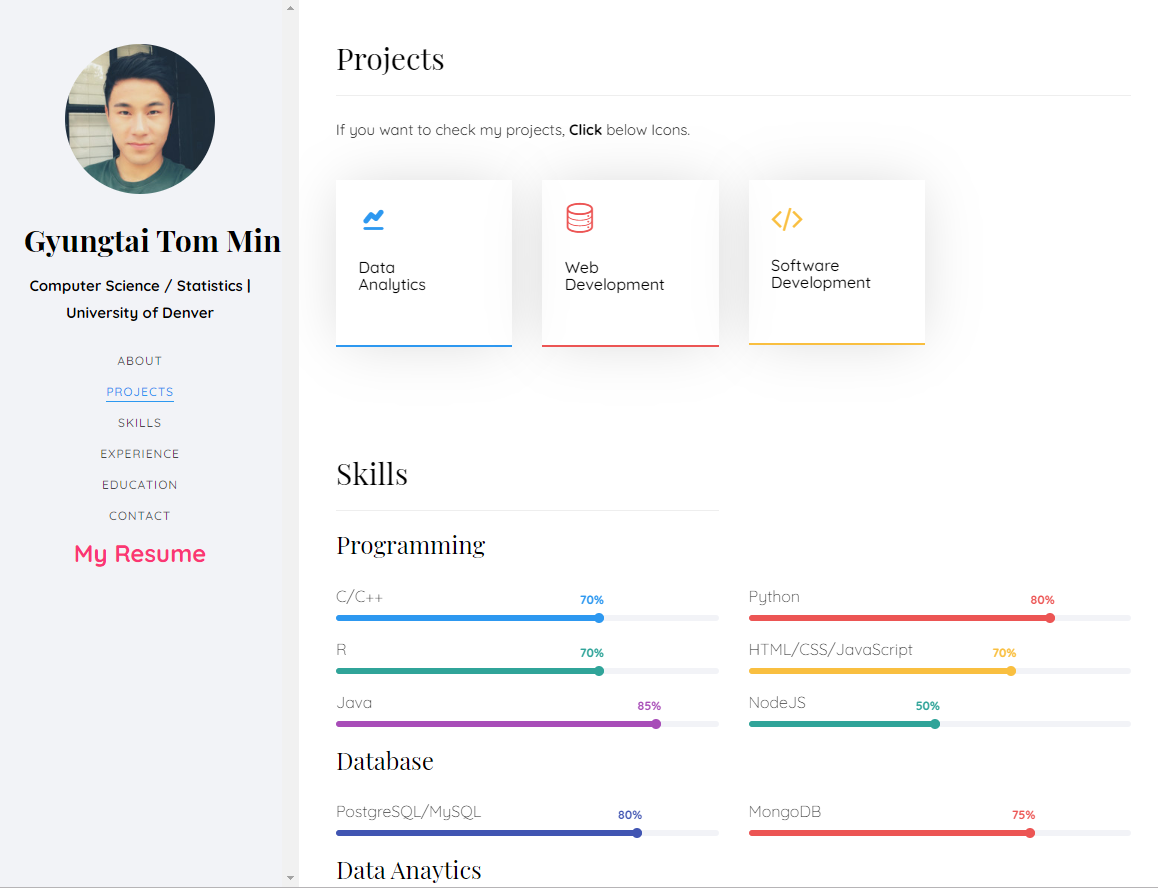 Gyungtai Tom Min
Computer Science / Statistics |
University of Denver
ABOUT
PROJECTS
SKILLS
EXPERIENCE
EDUCATION
CONTACT
My Resume
Projects
If you want to check my projects, Click below Icons.
Data
Analytics
Web
Development
Software
Development
Skills
Programming
C/C++ 70%
Python 80%
R 70%
HTML/CSS/JavaScript 70%
Java 85%
NodeJS 50%
Database
PostgreSQL/MySQL 80%
MongoDB 75%
Data Anaytics